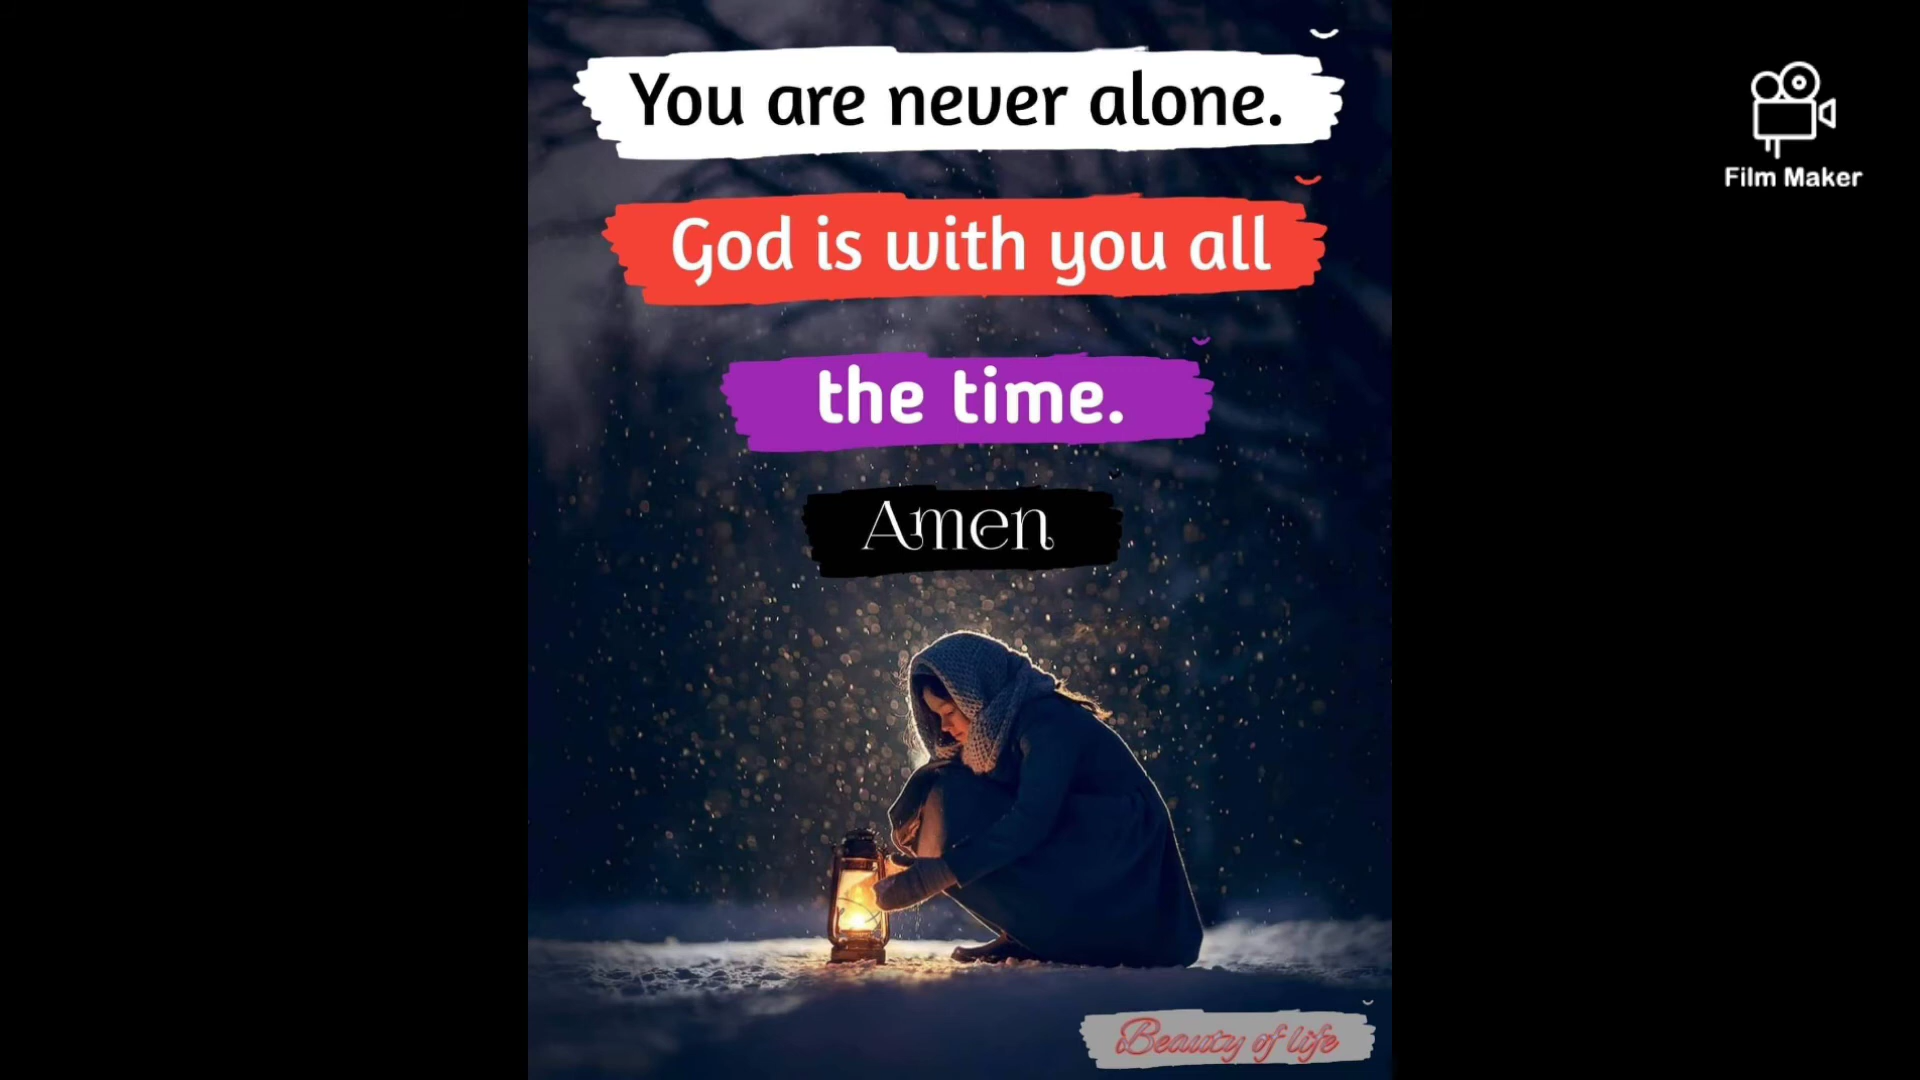 You are never alone.
God is with you all
the time.
Amen
Beauty of life
Film Maker